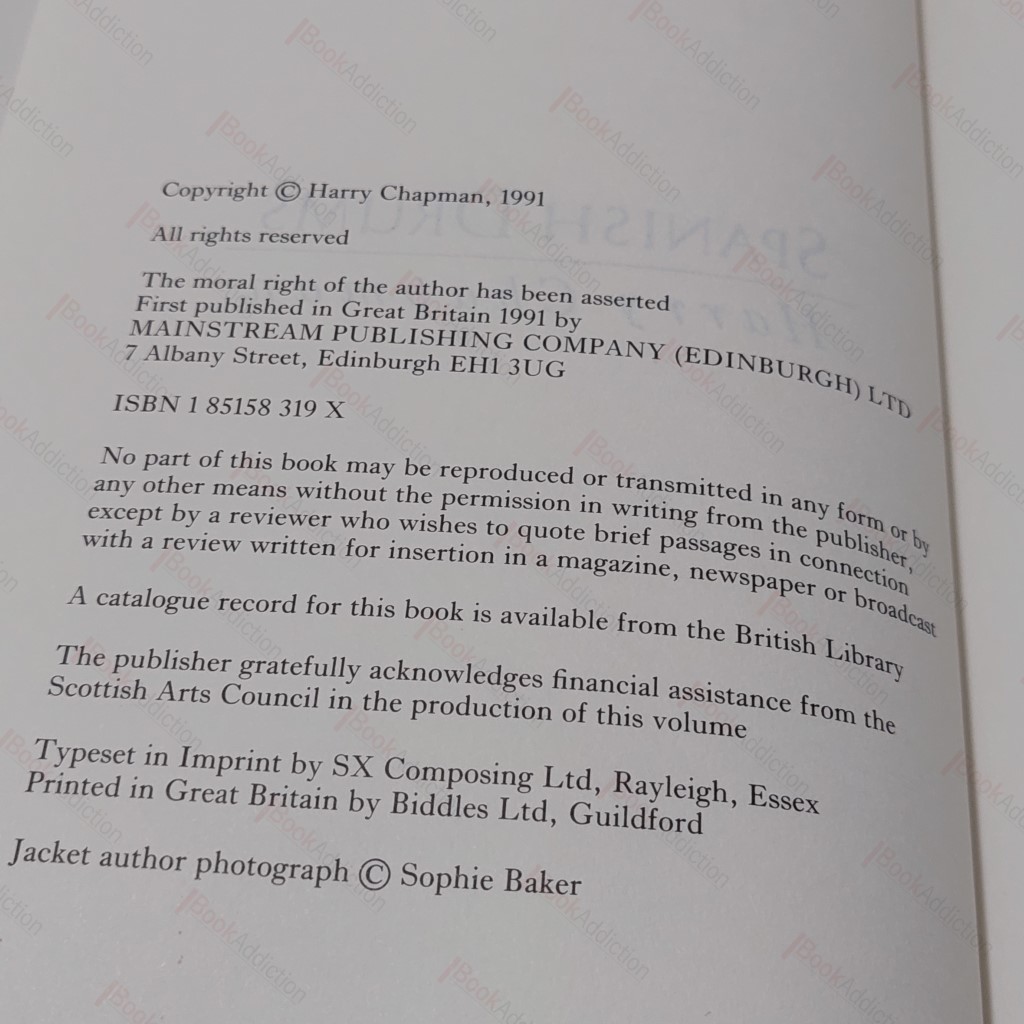 Copyright © Harry Chapman, 1991
All rights reserved
The moral right of the author has been asserted
First published in Great Britain 1991 by
MAINSTREAM PUBLISHING COMPANY (EDINBURGH) LTD
7 Albany Street, Edinburgh EH1 3UG
ISBN 1 85158 319 X
No part of this book may be reproduced or transmitted in any form or by
any other means without the permission in writing from the publisher,
except by a reviewer who wishes to quote brief passages in connection
with a review written for insertion in a magazine, newspaper or broadcast
A catalogue record for this book is available from the British Library
The publisher gratefully acknowledges financial assistance from the
Scottish Arts Council in the production of this volume
Typeset in Imprint by SX Composing Ltd, Rayleigh, Essex
Printed in Great Britain by Biddles Ltd, Guildford
Jacket author photograph © Sophie Baker